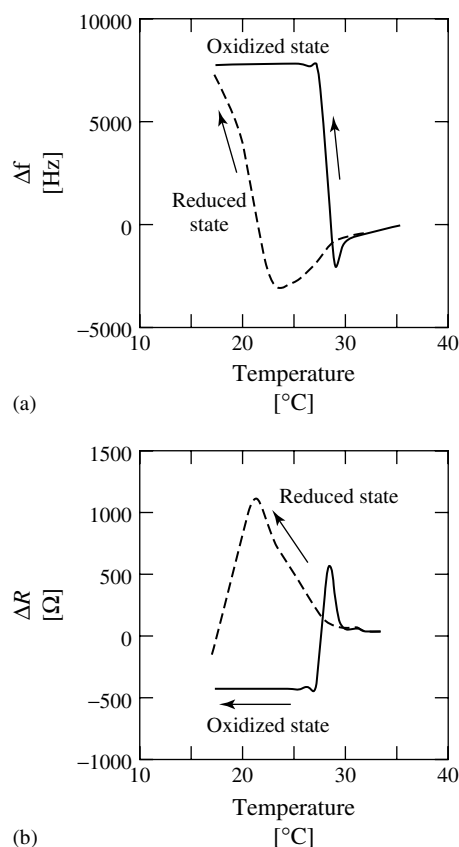 10000
Oxidized state
5000
Δf
[Hz]
Reduced
state
0
−5000
10
20
30
40
Temperature
(a)
[°C]
1500
1000
Reduced state
500
ΔR
[Ω]
0
−500
Oxidized state
−1000
10
20
30
40
Temperature
(b)
[°C]